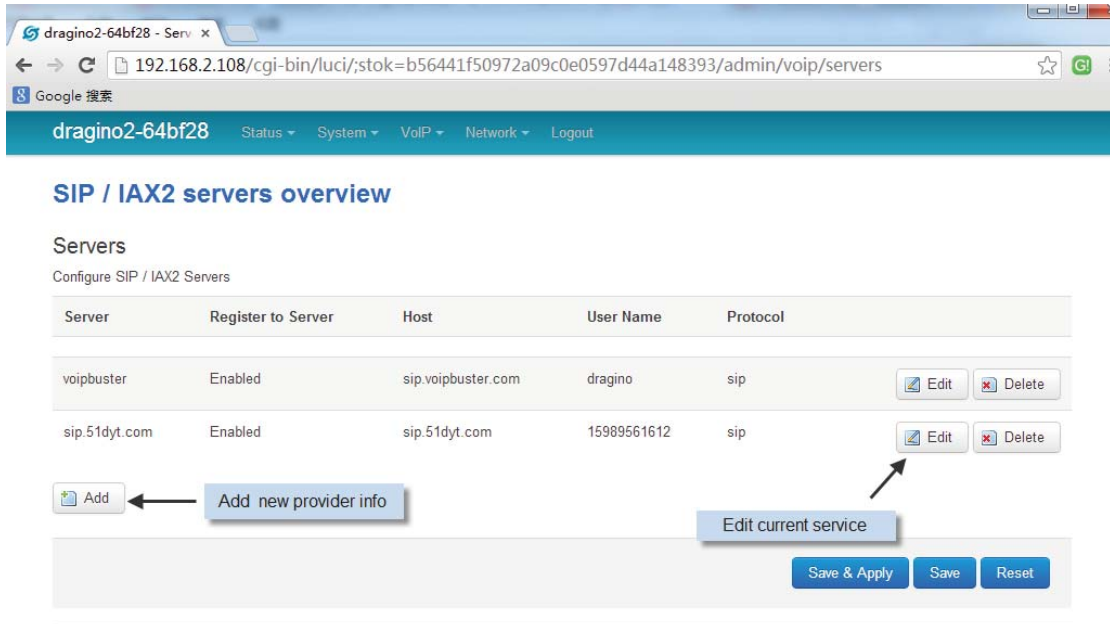 dragino2-64bf28 - Serv
192.168.2.108/cgi-bin/luci/;stok=b56441f50972a09c0e0597d44a148393/admin/voip/servers
Google 搜索
dragino2-64bf28 Status System VoIP Network Logout
SIP / IAX2 servers overview
Servers
Configure SIP / IAX2 Servers
Server Register to Server Host User Name Protocol
voipbuster Enabled sip.voipbuster.com dragino sip Edit Delete
sip.51dyt.com Enabled sip.51dyt.com 15989561612 sip Edit Delete
Add Add new provider info
Edit current service
Save & Apply Save Reset